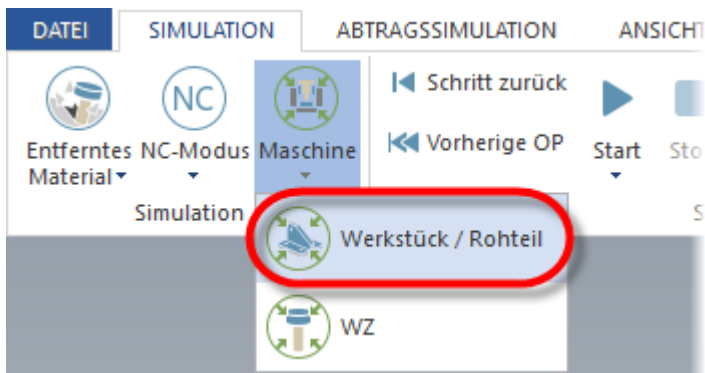 DATEI SIMULATION ABTRAGSSIMULATION ANSICHT
Schritt zurück
NC
Vorherige OP
Entferntes NC-Modus Maschine Start Sto
Material
Simulation S
Werkstück / Rohteil
WZ